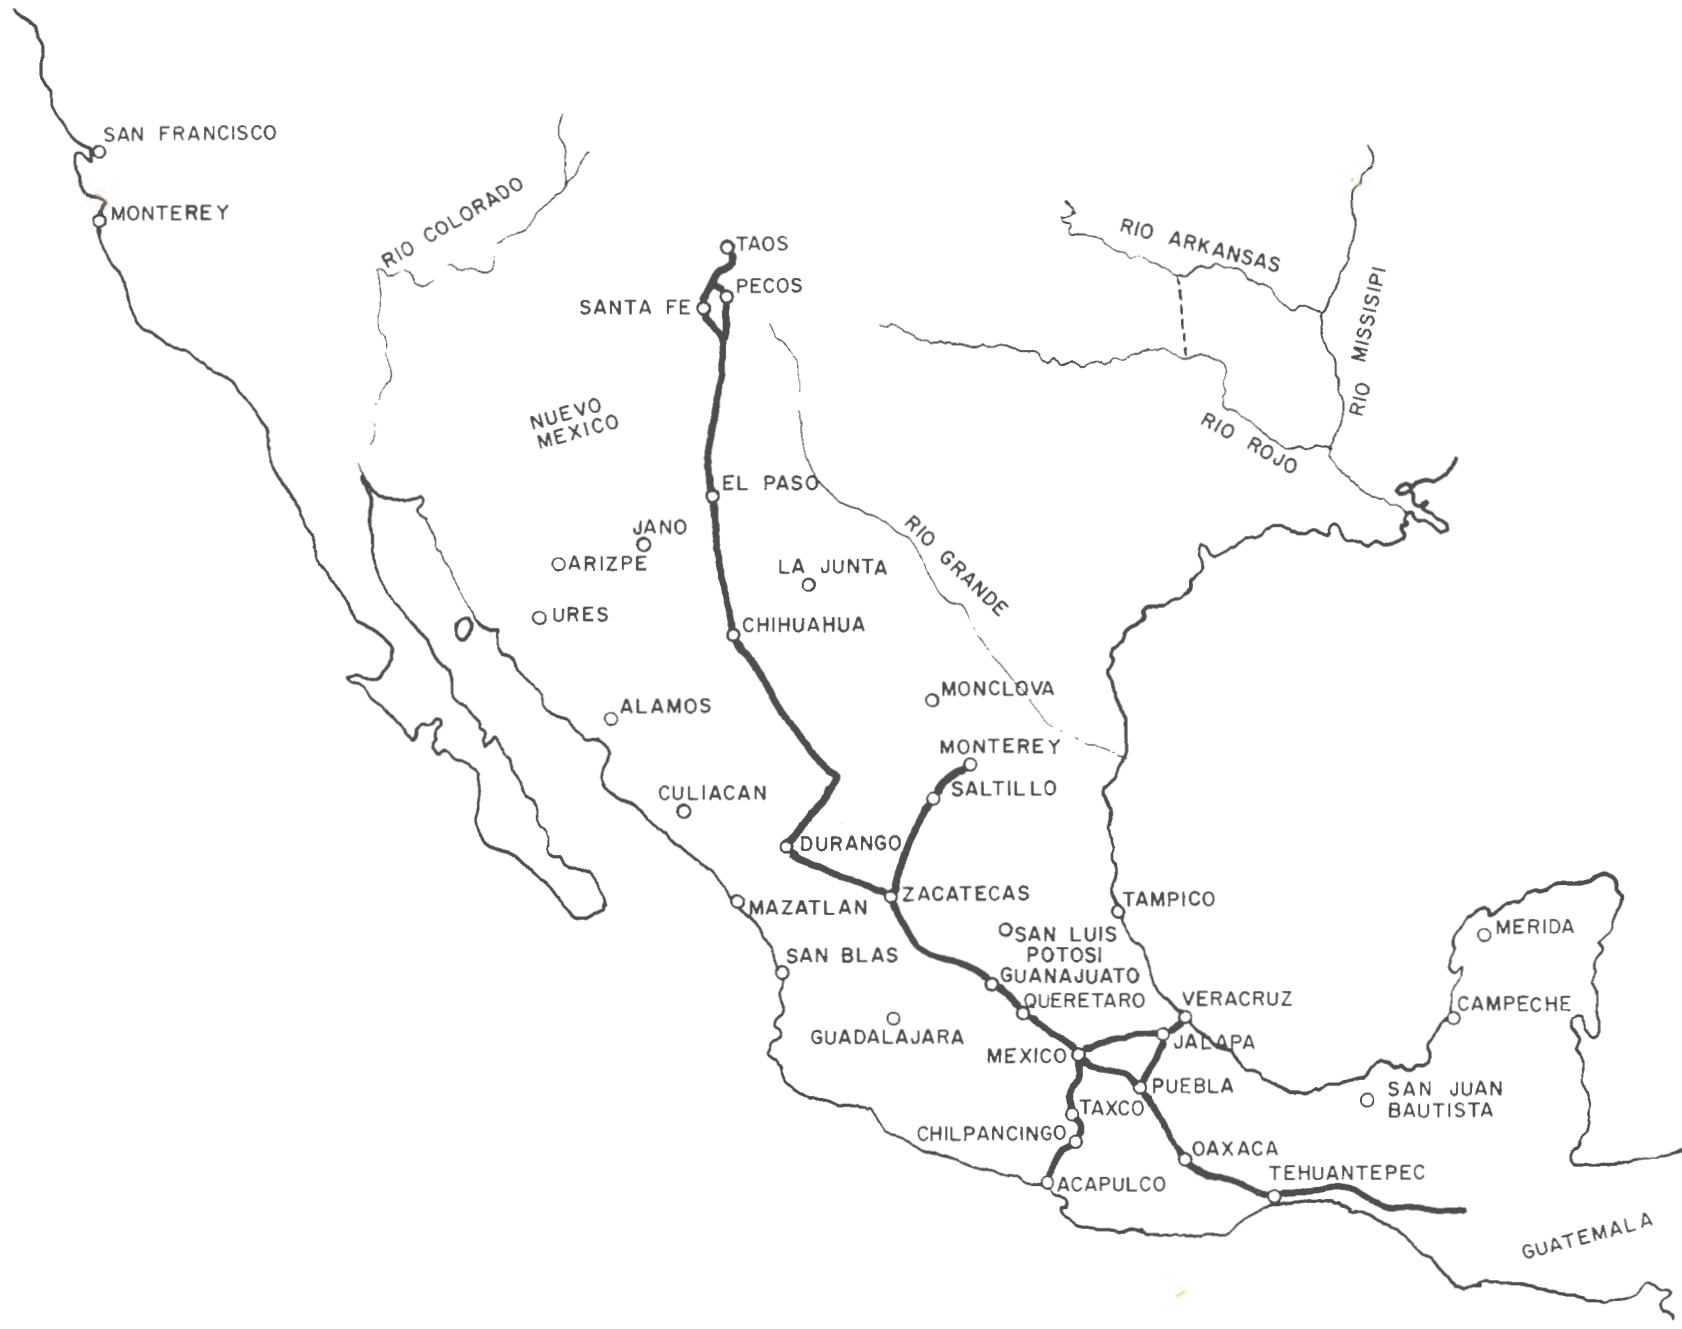 SAN FRANCISCO
MONTEREY
RIO COLORADO
TAOS
PECOS
SANTA FE
RIO ARKANSAS
RIO MISSISIPI
RIO ROJO
NUEVO
MEXICO
EL PASO
JANO
ARIZPE
LA JUNTA
RIO GRANDE
URES
CHIHUAHUA
MONCLOVA
ALAMOS
MONTEREY
SALTILLO
CULIACAN
DURANGO
ZACATECAS
TAMPICO
MAZATLAN
MERIDA
SAN LUIS
POTOSI
SAN BLAS
GUANAJUATO
QUERETARO
VERACRUZ
CAMPECHE
GUADALAJARA
JALAPA
MEXICO
PUEBLA
SAN JUAN
BAUTISTA
TAXCO
CHILPANCINGO
OAXACA
TEHUANTEPEC
ACAPULCO
GUATEMALA